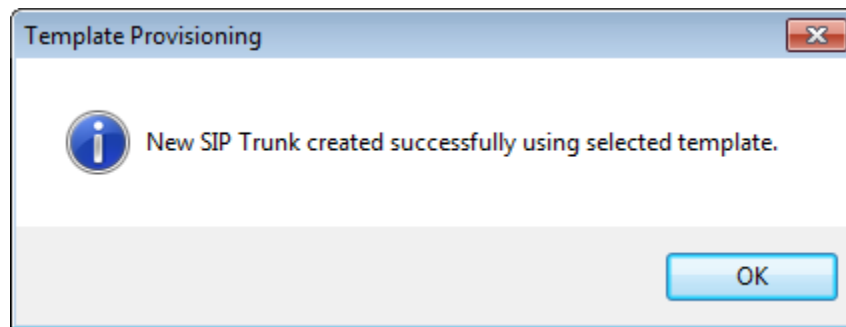 Template Provisioning
New SIP Trunk created successfully using selected template.
OK